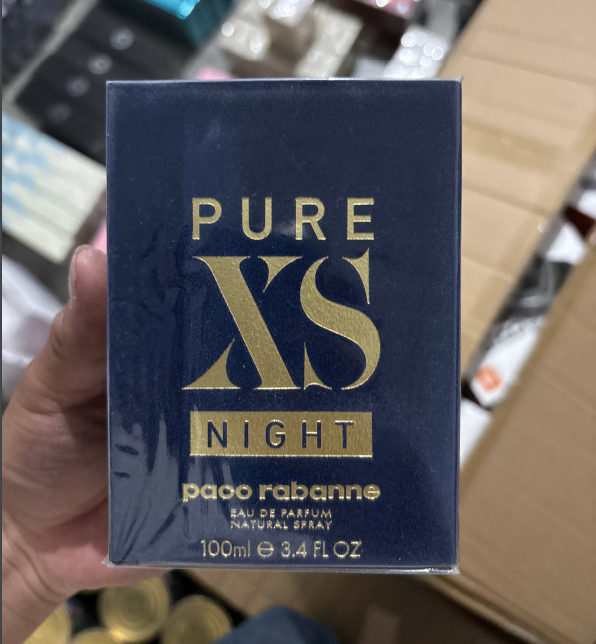 PURE
XS
NIGHT
paco rabanne
EAU DE PARFUM
NATURAL SPRAY
100ml ℮ 3.4 FL OZ